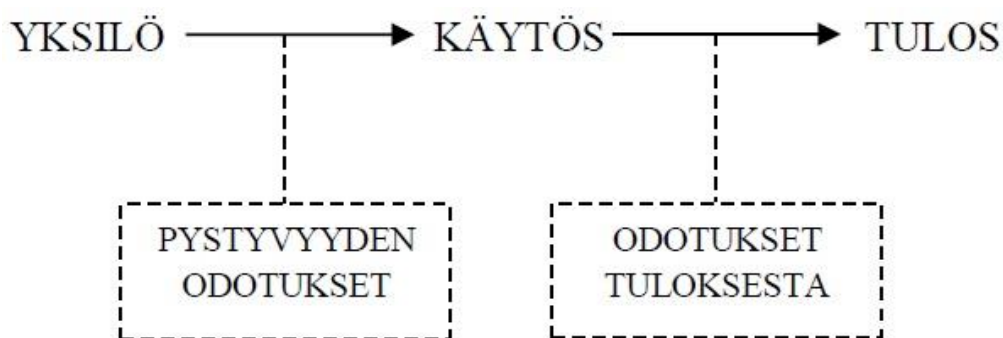 YKSILÖ KÄYTÖS TULOS
PYSTYVYYDEN
ODOTUKSET
ODOTUKSET
TULOKSESTA